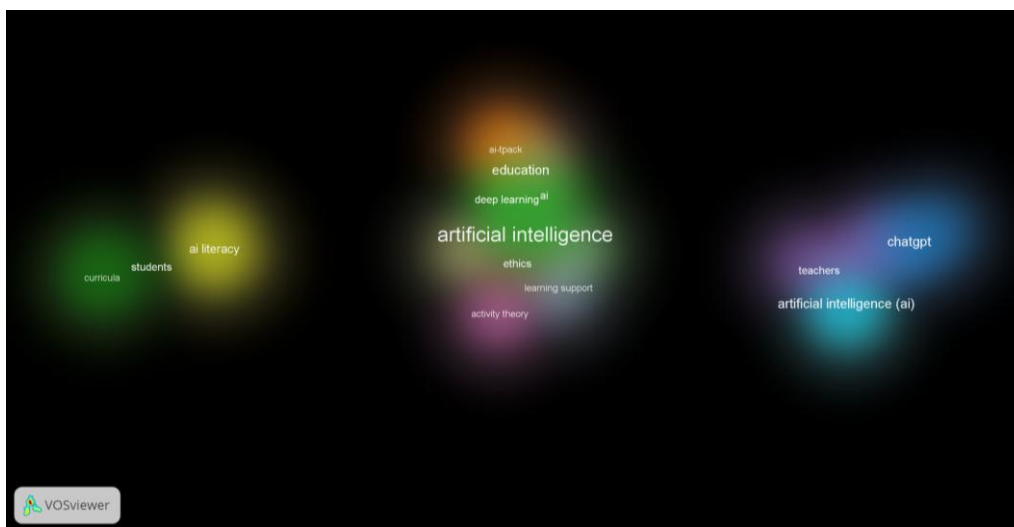 curricula
students
ai literacy
ai-tpack
education
deep learning
ai
artificial intelligence
ethics
learning support
activity theory
chatgpt
teachers
artificial intelligence (ai)
VOSviewer